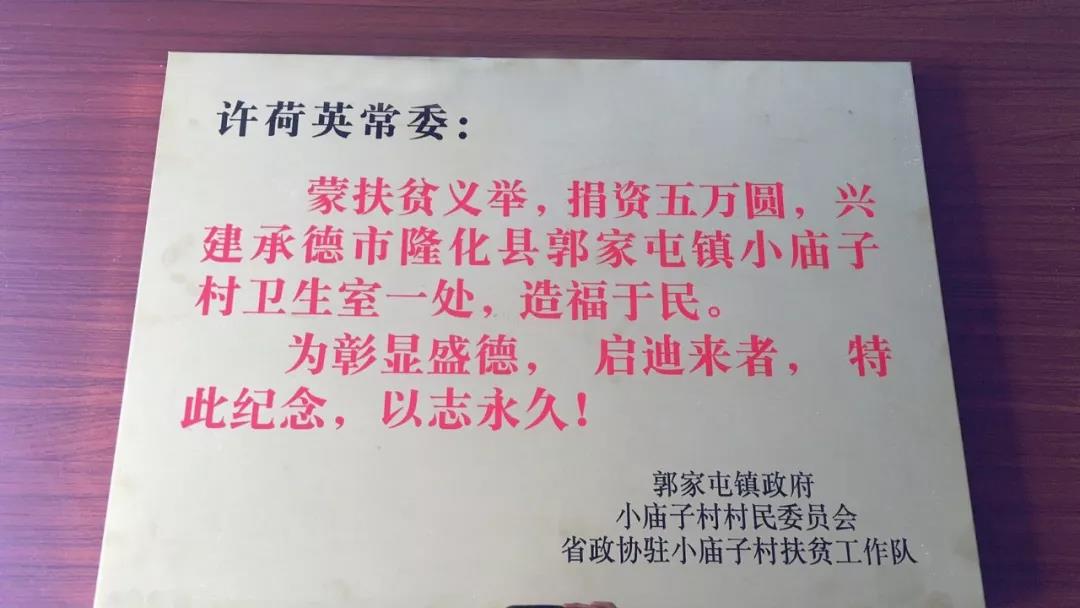 许荷英常委：
蒙扶贫义举，捐资五万圆，兴
建承德市隆化县郭家屯镇小庙子
村卫生室一处，造福于民。
为彰显盛德， 启迪来者， 特
此纪念，以志永久！
郭家屯镇政府
小庙子村村民委员会
省政协驻小庙子村扶贫工作队